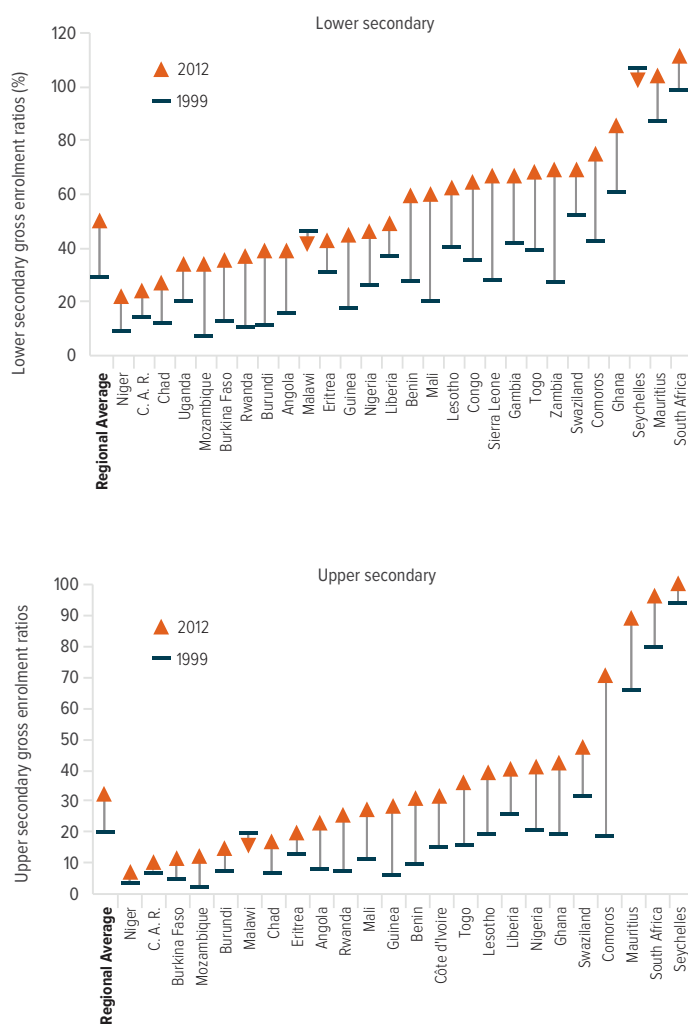 Lower secondary
Lower secondary gross enrolment ratios (%)
120
100
80
60
40
20
0
2012
1999
Regional Average
Niger
C. A. R.
Chad
Uganda
Mozambique
Burkina Faso
Rwanda
Burundi
Angola
Malawi
Eritrea
Guinea
Nigeria
Liberia
Benin
Mali
Lesotho
Congo
Sierra Leone
Gambia
Togo
Zambia
Swaziland
Comoros
Ghana
Seychelles
Mauritius
South Africa
Upper secondary
Upper secondary gross enrolment ratios
100
90
80
70
60
50
40
30
20
10
0
2012
1999
Regional Average
Niger
C. A. R.
Burkina Faso
Mozambique
Burundi
Malawi
Chad
Eritrea
Angola
Rwanda
Mali
Guinea
Benin
Côte d'Ivoire
Togo
Lesotho
Liberia
Nigeria
Ghana
Swaziland
Comoros
Mauritius
South Africa
Seychelles